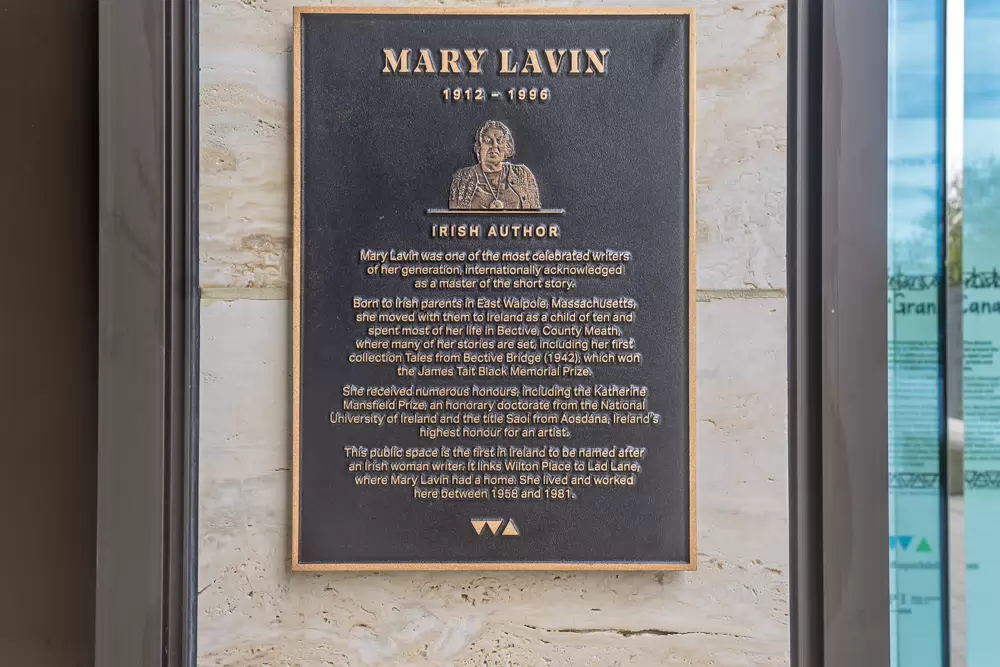 MARY LAVIN
1912 – 1996
IRISH AUTHOR
Mary Lavin was one of the most celebrated writers
of her generation, internationally acknowledged
as a master of the short story.
Born to Irish parents in East Walpole, Massachusetts,
she moved with them to Ireland as a child of ten and
spent most of her life in Bective, County Meath,
where many of her stories are set, including her first
collection Tales from Bective Bridge (1942), which won
the James Tait Black Memorial Prize.
She received numerous honours, including the Katherine
Mansfield Prize, an honorary doctorate from the National
University of Ireland and the title Saoi from Aosdána, Ireland's
highest honour for an artist.
This public space is the first in Ireland to be named after
an Irish woman writer. It links Wilton Place to Lad Lane,
where Mary Lavin had a home. She lived and worked
here between 1958 and 1981.